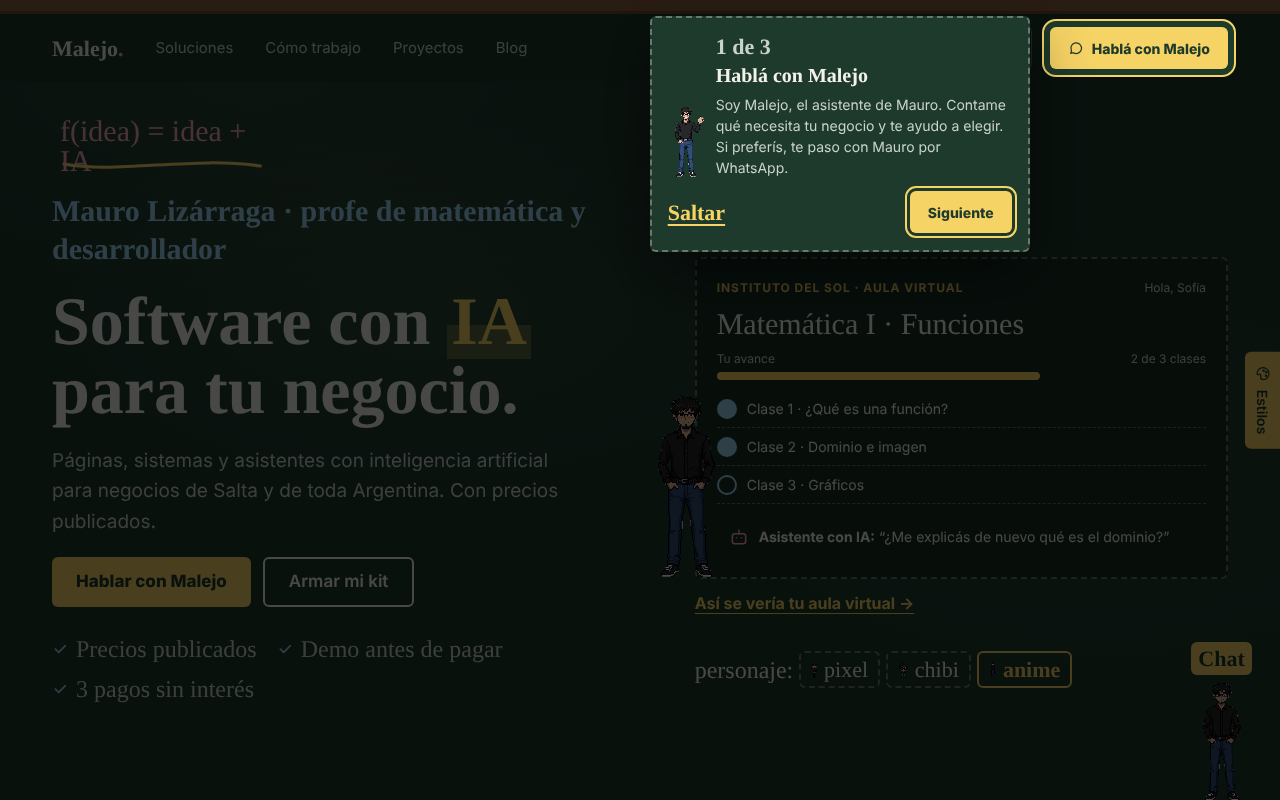 Malejo.
Soluciones
Cómo trabajo
Proyectos
Blog
1 de 3
Hablá con Malejo
Soy Malejo, el asistente de Mauro. Contame
qué necesita tu negocio y te ayudo a elegir.
Si preferís, te paso con Mauro por
WhatsApp.
Saltar
Siguiente
Hablá con Malejo
f(idea) = idea +
IA
Mauro Lizárraga · profe de matemática y
desarrollador
Software con IA
para tu negocio.
Páginas, sistemas y asistentes con inteligencia artificial
para negocios de Salta y de toda Argentina. Con precios
publicados.
Hablar con Malejo
Armar mi kit
Precios publicados
Demo antes de pagar
3 pagos sin interés
INSTITUTO DEL SOL · AULA VIRTUAL
Hola, Sofía
Matemática I · Funciones
Tu avance
2 de 3 clases
Clase 1 · ¿Qué es una función?
Clase 2 · Dominio e imagen
Clase 3 · Gráficos
Asistente con IA: “¿Me explicás de nuevo qué es el dominio?”
Así se vería tu aula virtual →
personaje:
pixel
chibi
anime
Estilos
Chat